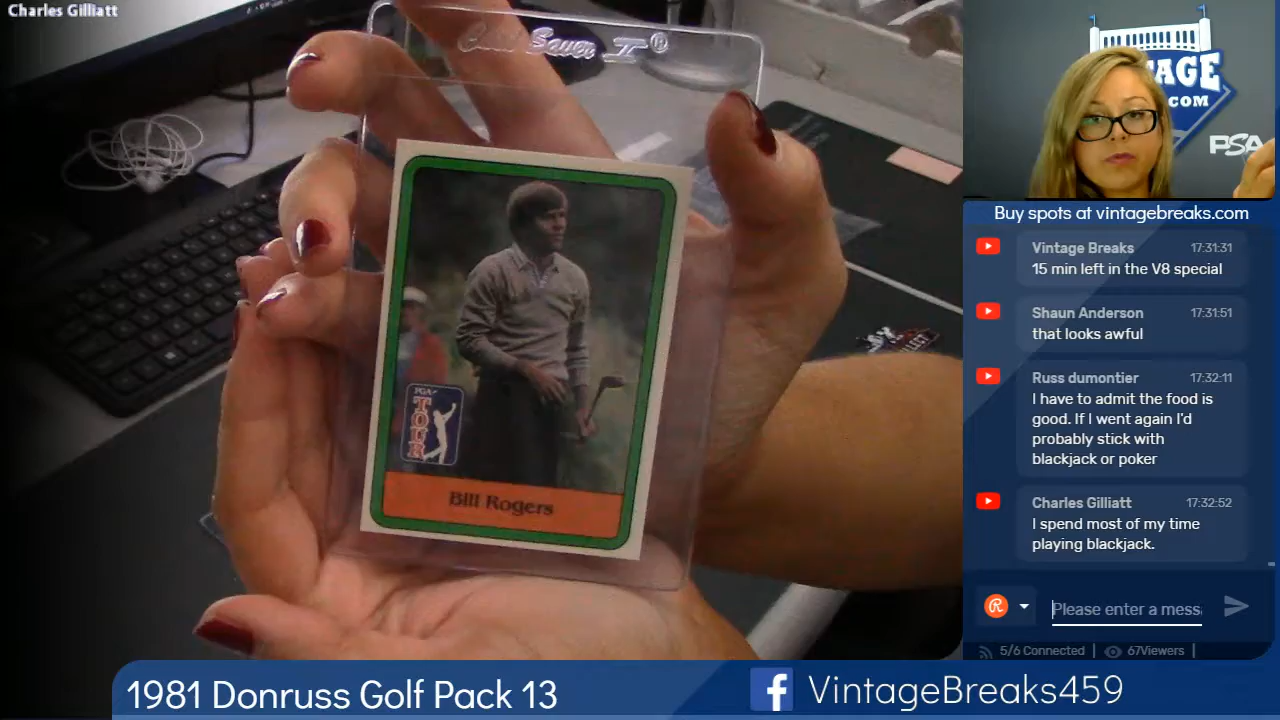 Charles Gilliatt
Card Saver II®
PGA
TOUR
Bill Rogers
TAGE
.COM
PSA
Buy spots at vintagebreaks.com
Vintage Breaks 17:31:31
15 min left in the V8 special
Shaun Anderson 17:31:51
that looks awful
Russ dumontier 17:32:11
I have to admit the food is
good. If I went again I'd
probably stick with
blackjack or poker
Charles Gilliatt 17:32:52
I spend most of my time
playing blackjack.
Please enter a messa
5/6 Connected | 67Viewers |
1981 Donruss Golf Pack 13
f VintageBreaks459